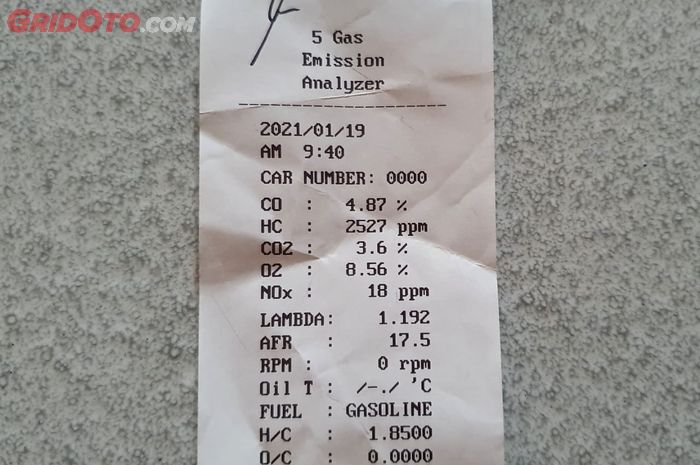 GRIDOTO.COM
5 Gas
Emission
Analyzer
-----------------------
2021/01/19
AM 9:40
CAR NUMBER: 0000
CO : 4.87 %
HC : 2527 ppm
CO2 : 3.6 %
O2 : 8.56 %
NOx : 18 ppm
LAMBDA: 1.192
AFR : 17.5
RPM : 0 rpm
Oil T : /-./ 'C
FUEL : GASOLINE
H/C : 1.8500
O/C : 0.0000